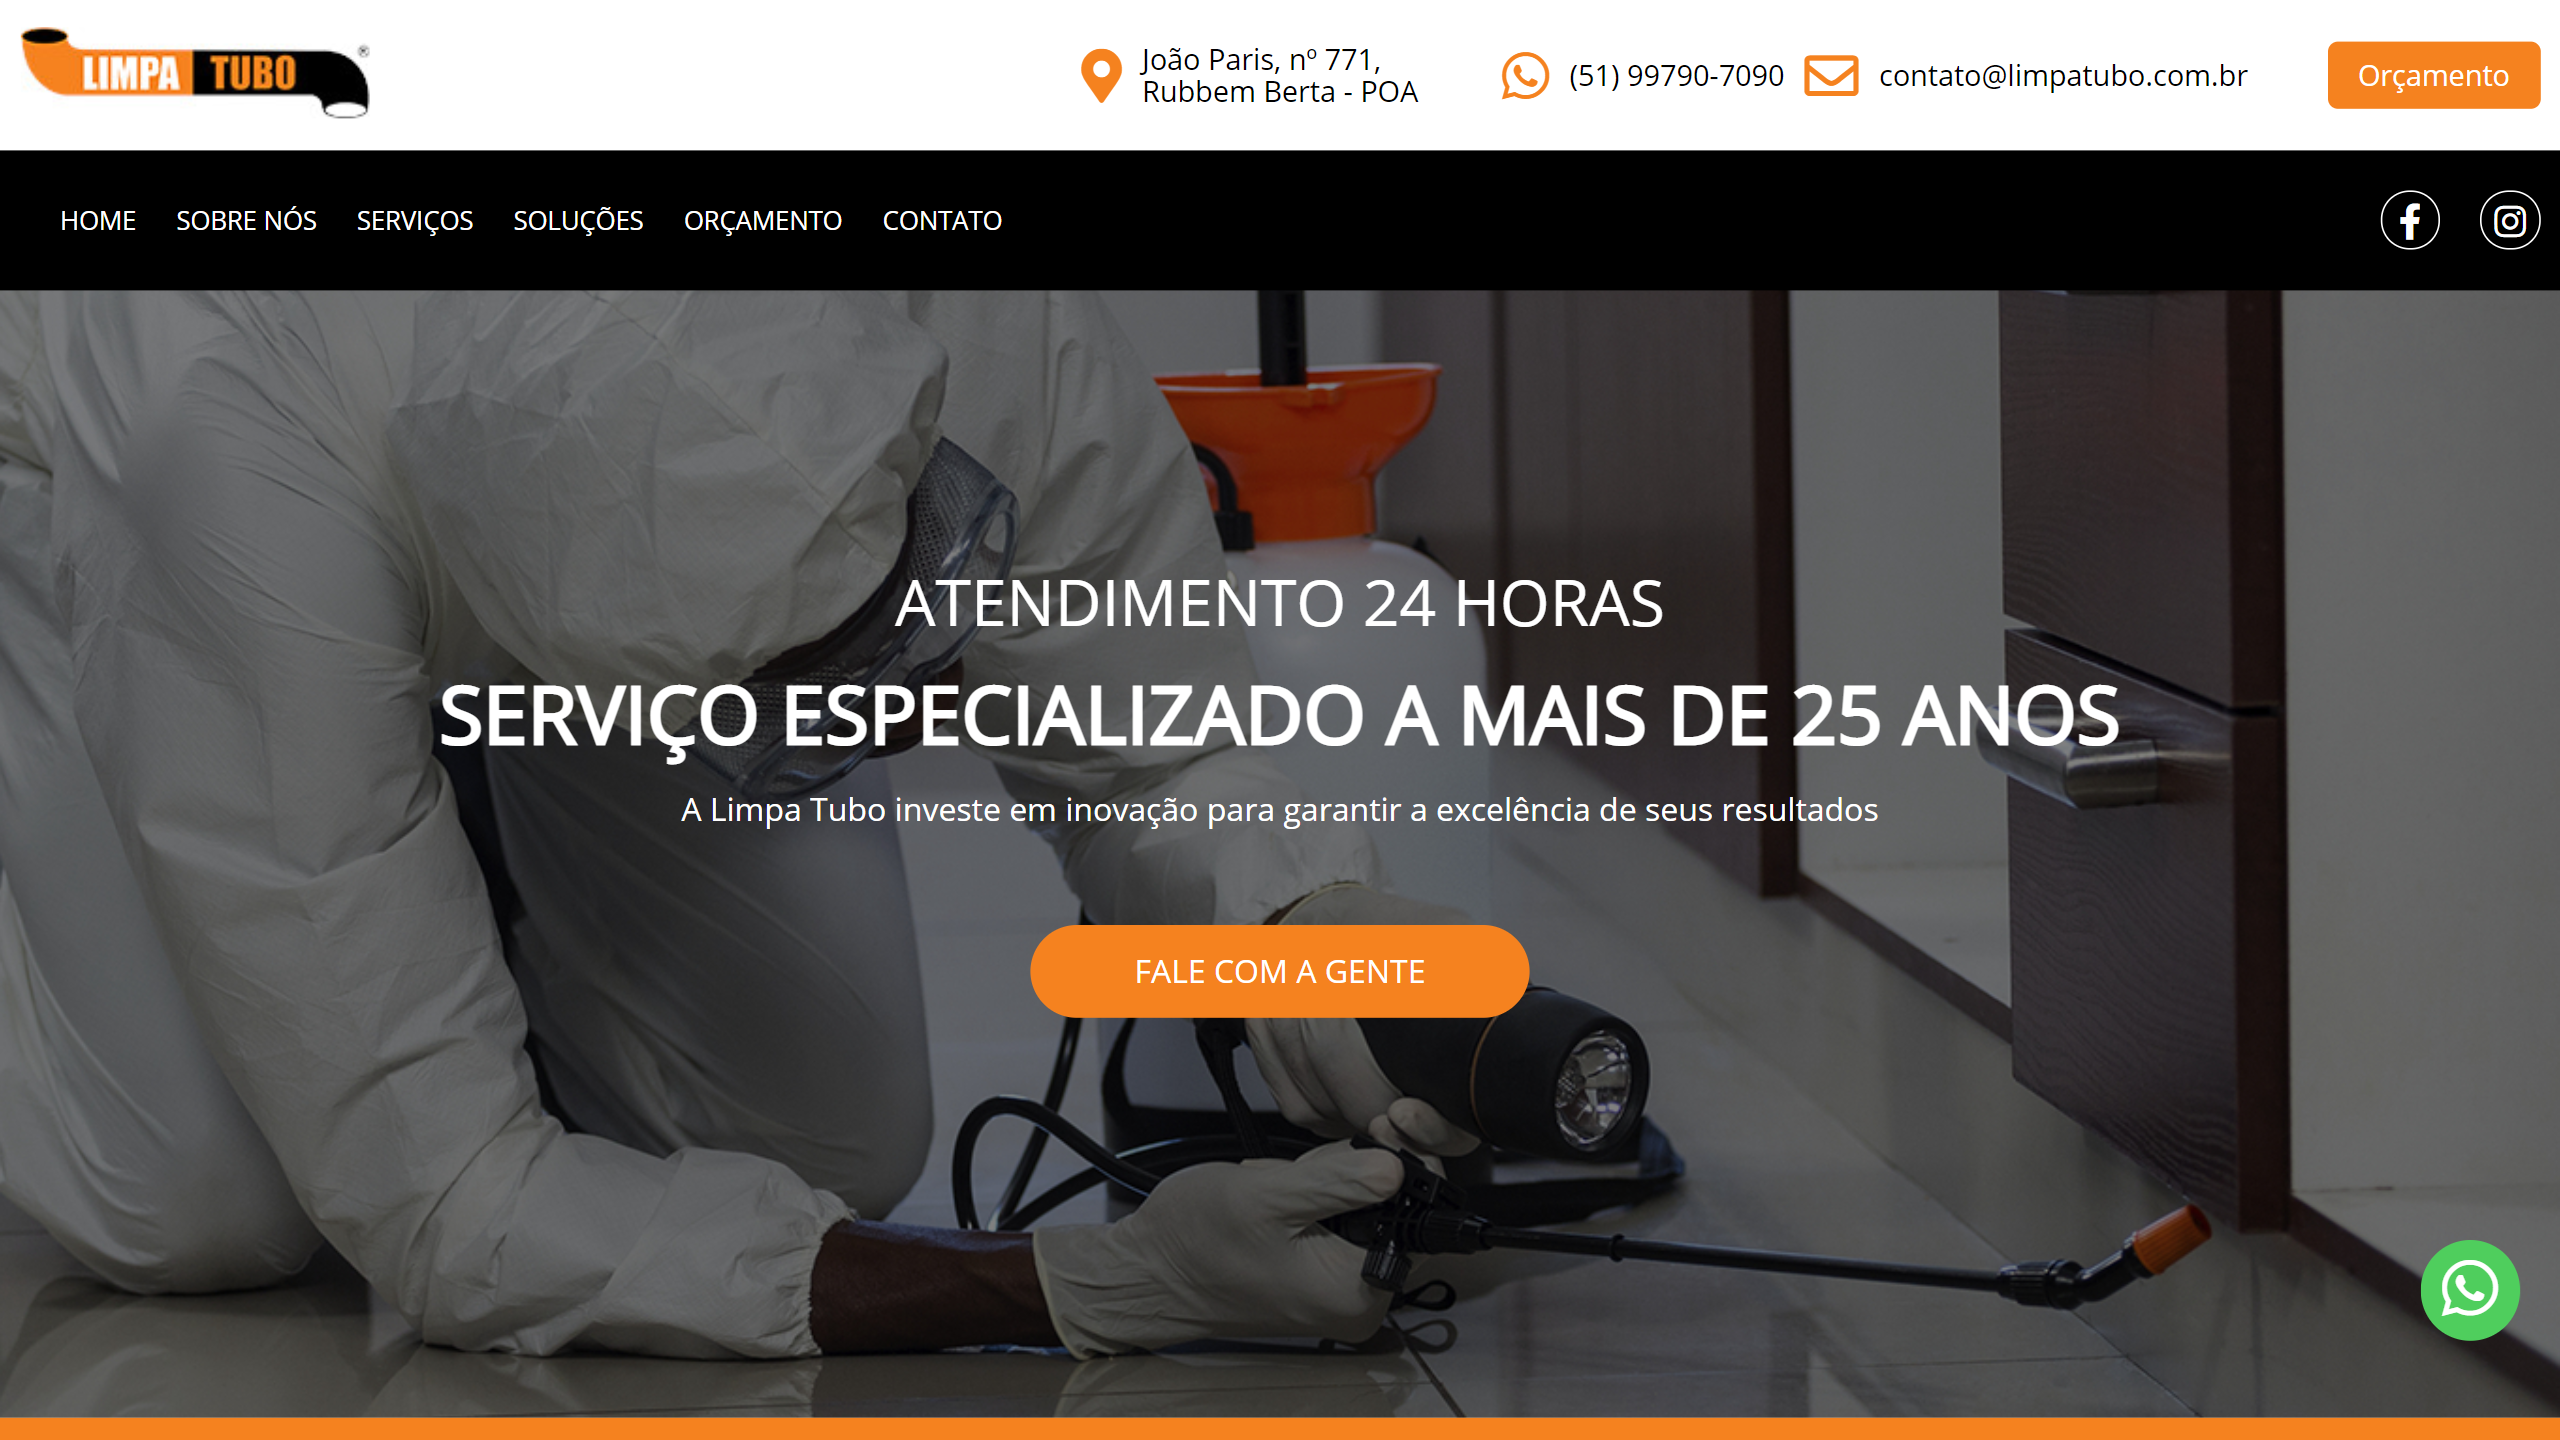 LIMPA TUBO ®
João Paris, nº 771,
Rubbem Berta - POA
(51) 99790-7090
contato@limpatubo.com.br
Orçamento
HOME
SOBRE NÓS
SERVIÇOS
SOLUÇÕES
ORÇAMENTO
CONTATO
ATENDIMENTO 24 HORAS
SERVIÇO ESPECIALIZADO A MAIS DE 25 ANOS
A Limpa Tubo investe em inovação para garantir a excelência de seus resultados
FALE COM A GENTE